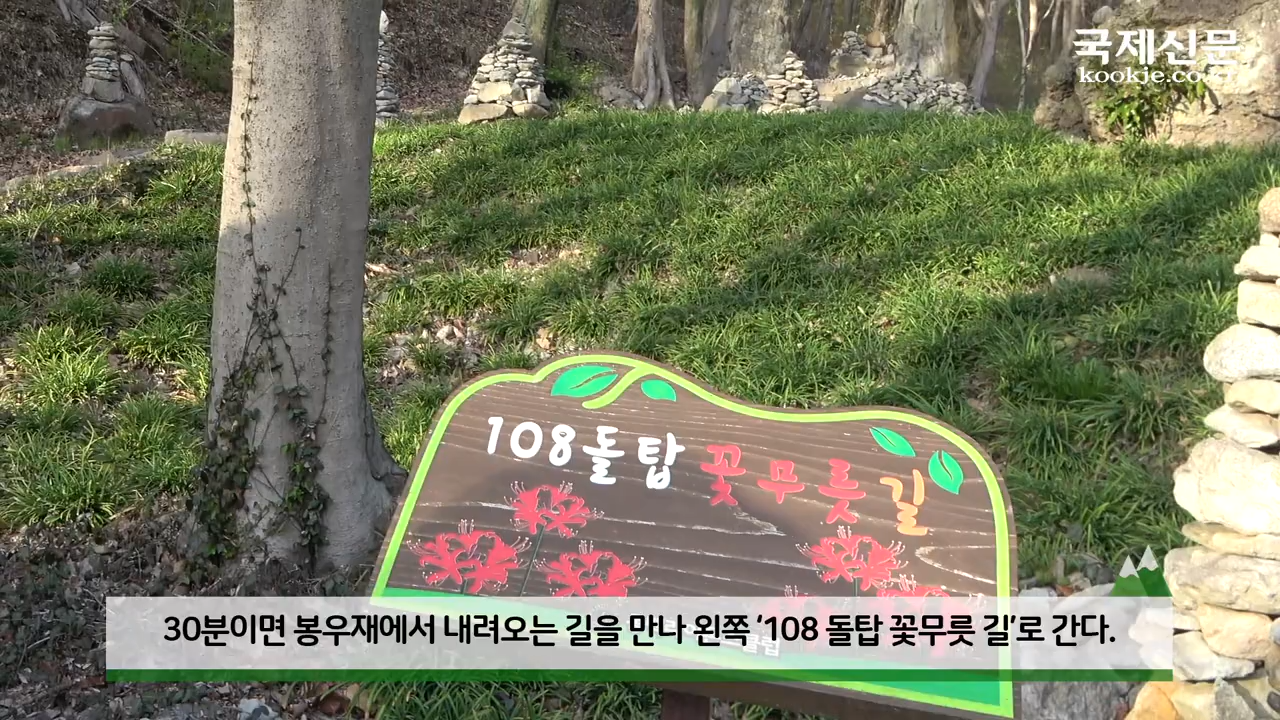 국제신문
kookje.co.kr
108돌탑 꽃무릇 길
30분이면 봉우재에서 내려오는 길을 만나 왼쪽 ‘108 돌탑 꽃무릇 길’로 간다.